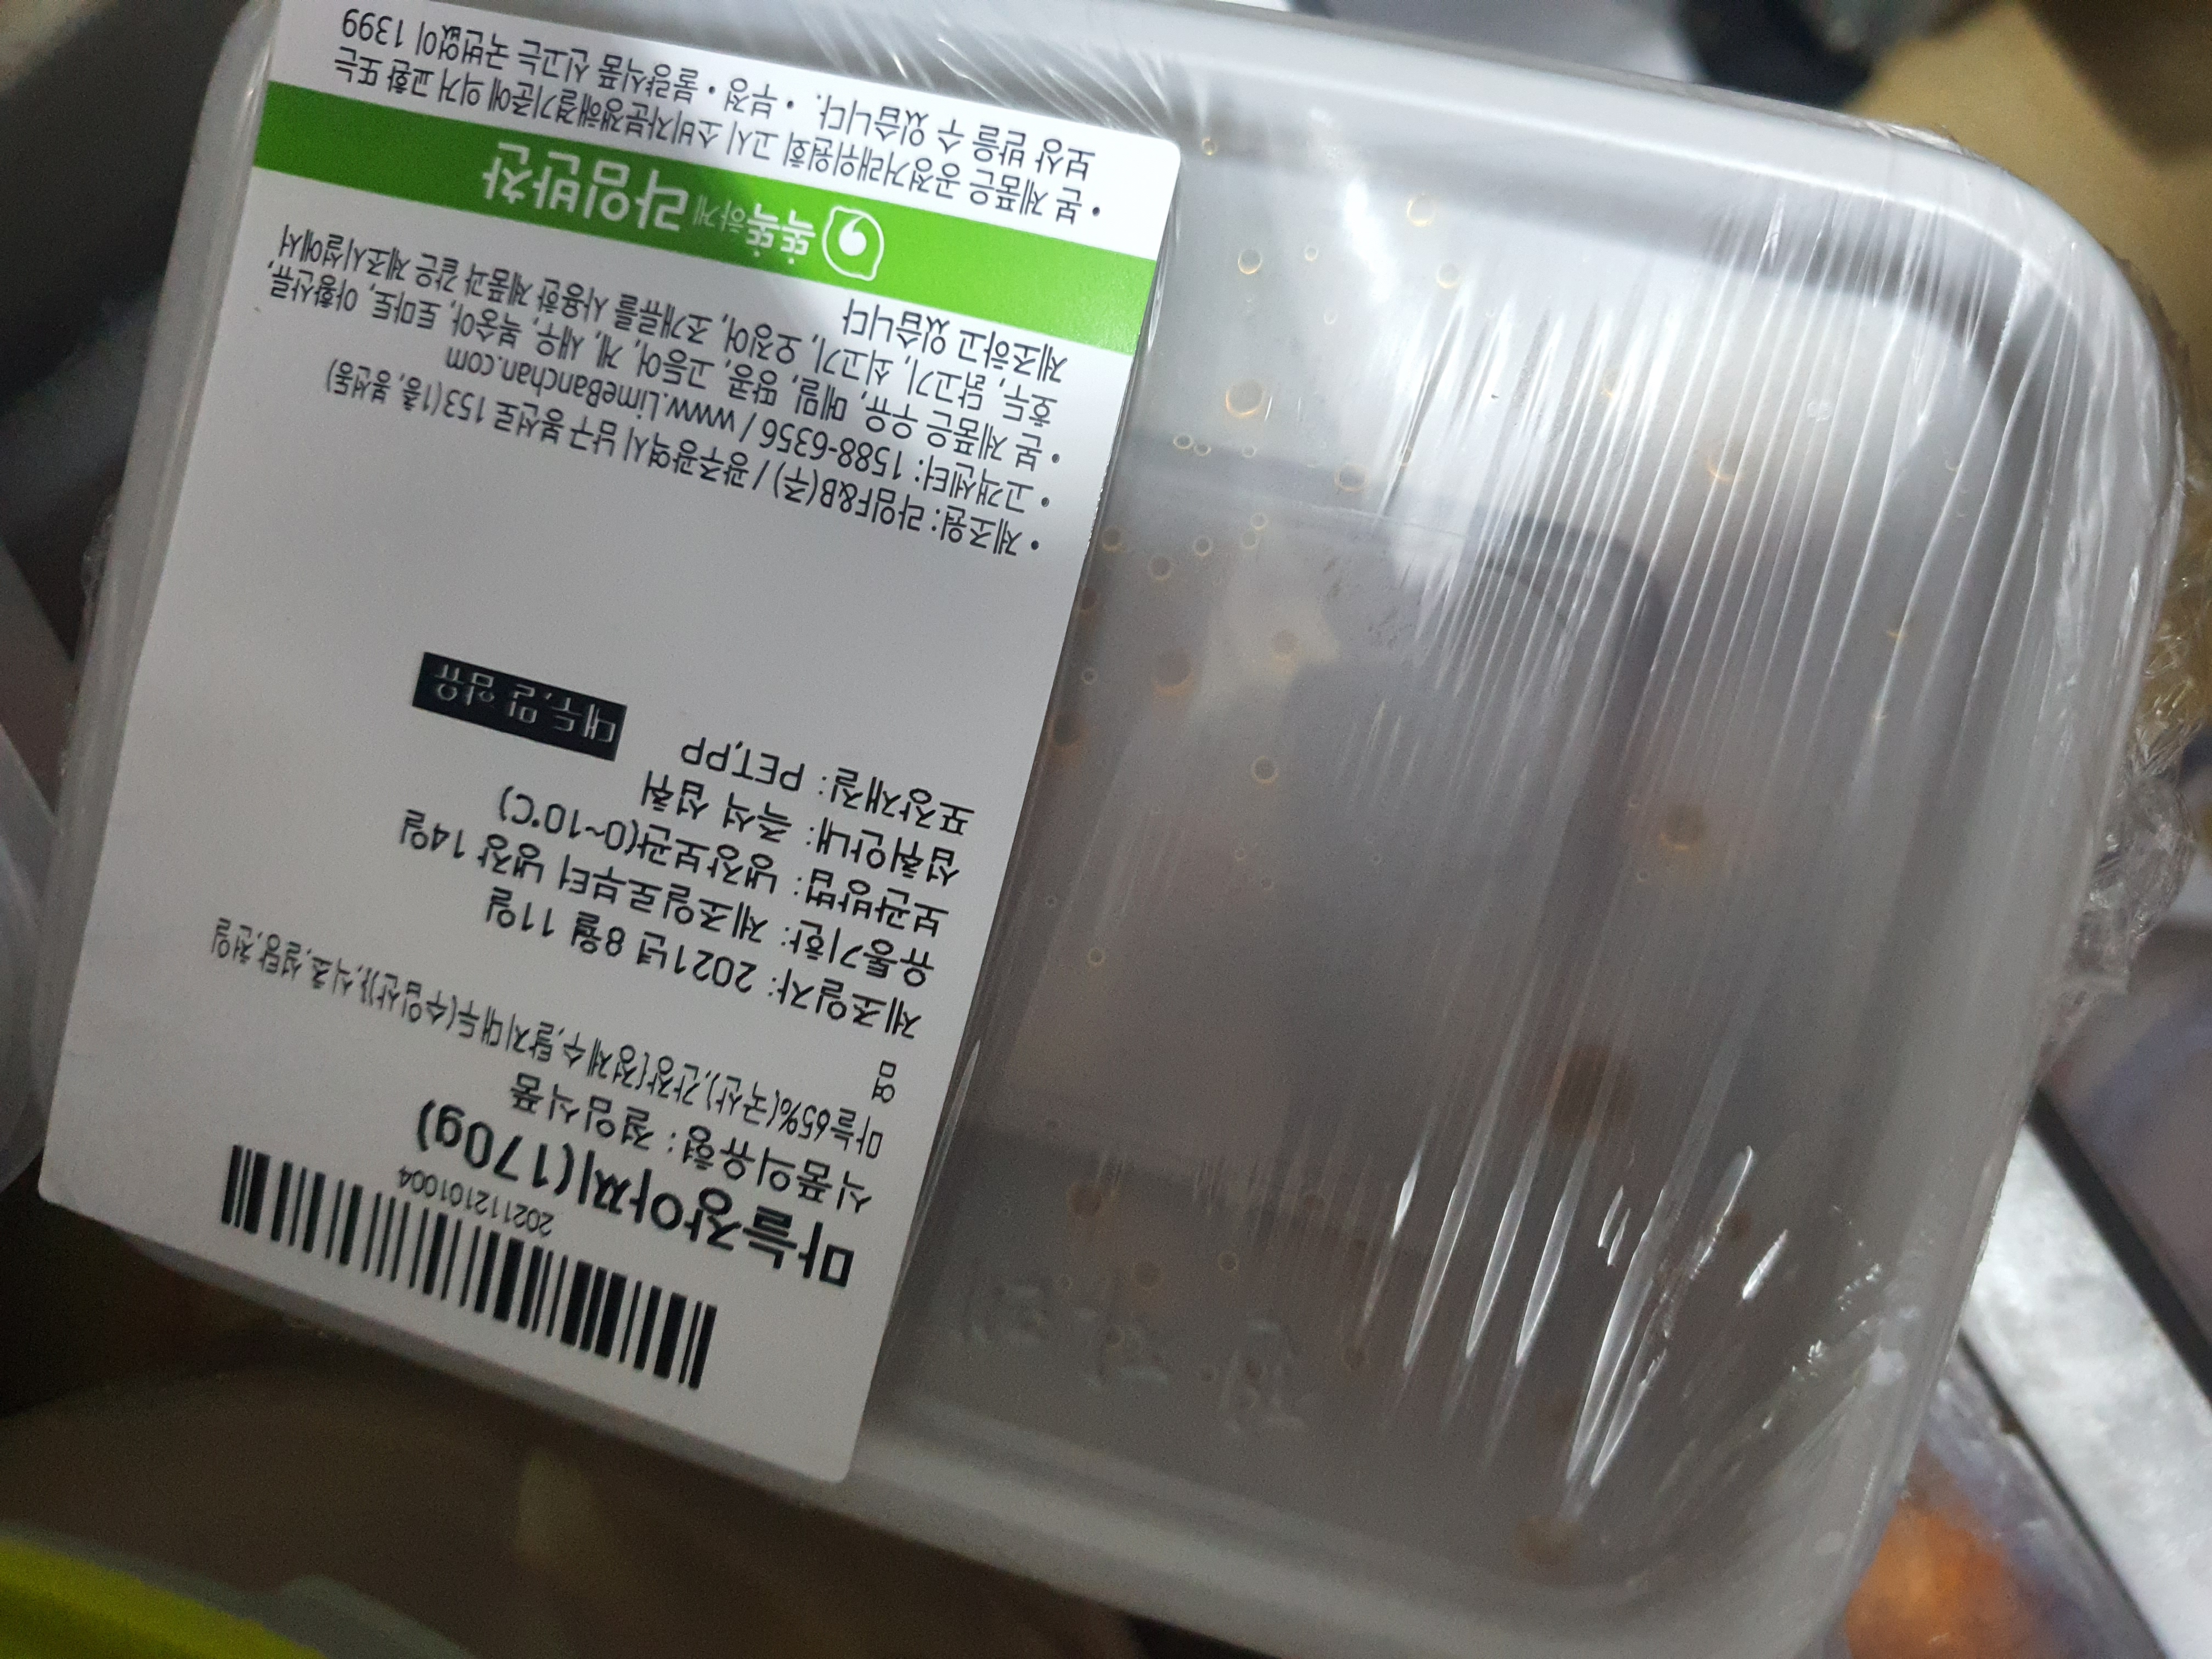 202112101004
마늘장아찌(170g)
식품의유형: 절임식품
마늘65%(국산),간장{정제수,탈지대두(수입산)},식초,설탕,천일
염
제조일자: 2021년 8월 11일
유통기한: 제조일로부터 냉장 14일
보관방법: 냉장보관(0~10℃)
섭취안내: 즉석 섭취
포장재질: PET,PP
대두,밀 함유
• 제조원: 라임F&B(주) / 광주광역시 남구 봉선로 153(1층, 봉선동)
• 고객센터: 1588-6356 / www.LimeBanchan.com
• 본 제품은 우유, 메밀, 땅콩, 고등어, 게, 새우, 복숭아, 토마토, 아황산류,
호두, 닭고기, 쇠고기, 오징어, 조개류를 사용한 제품과 같은 제조시설에서
제조하고 있습니다
똑똑하게 라임반찬
• 본 제품은 공정거래위원회 고시 소비자분쟁해결기준에 의거 교환 또는
보상 받을 수 있습니다. • 부정 • 불량식품 신고는 국번없이 1399